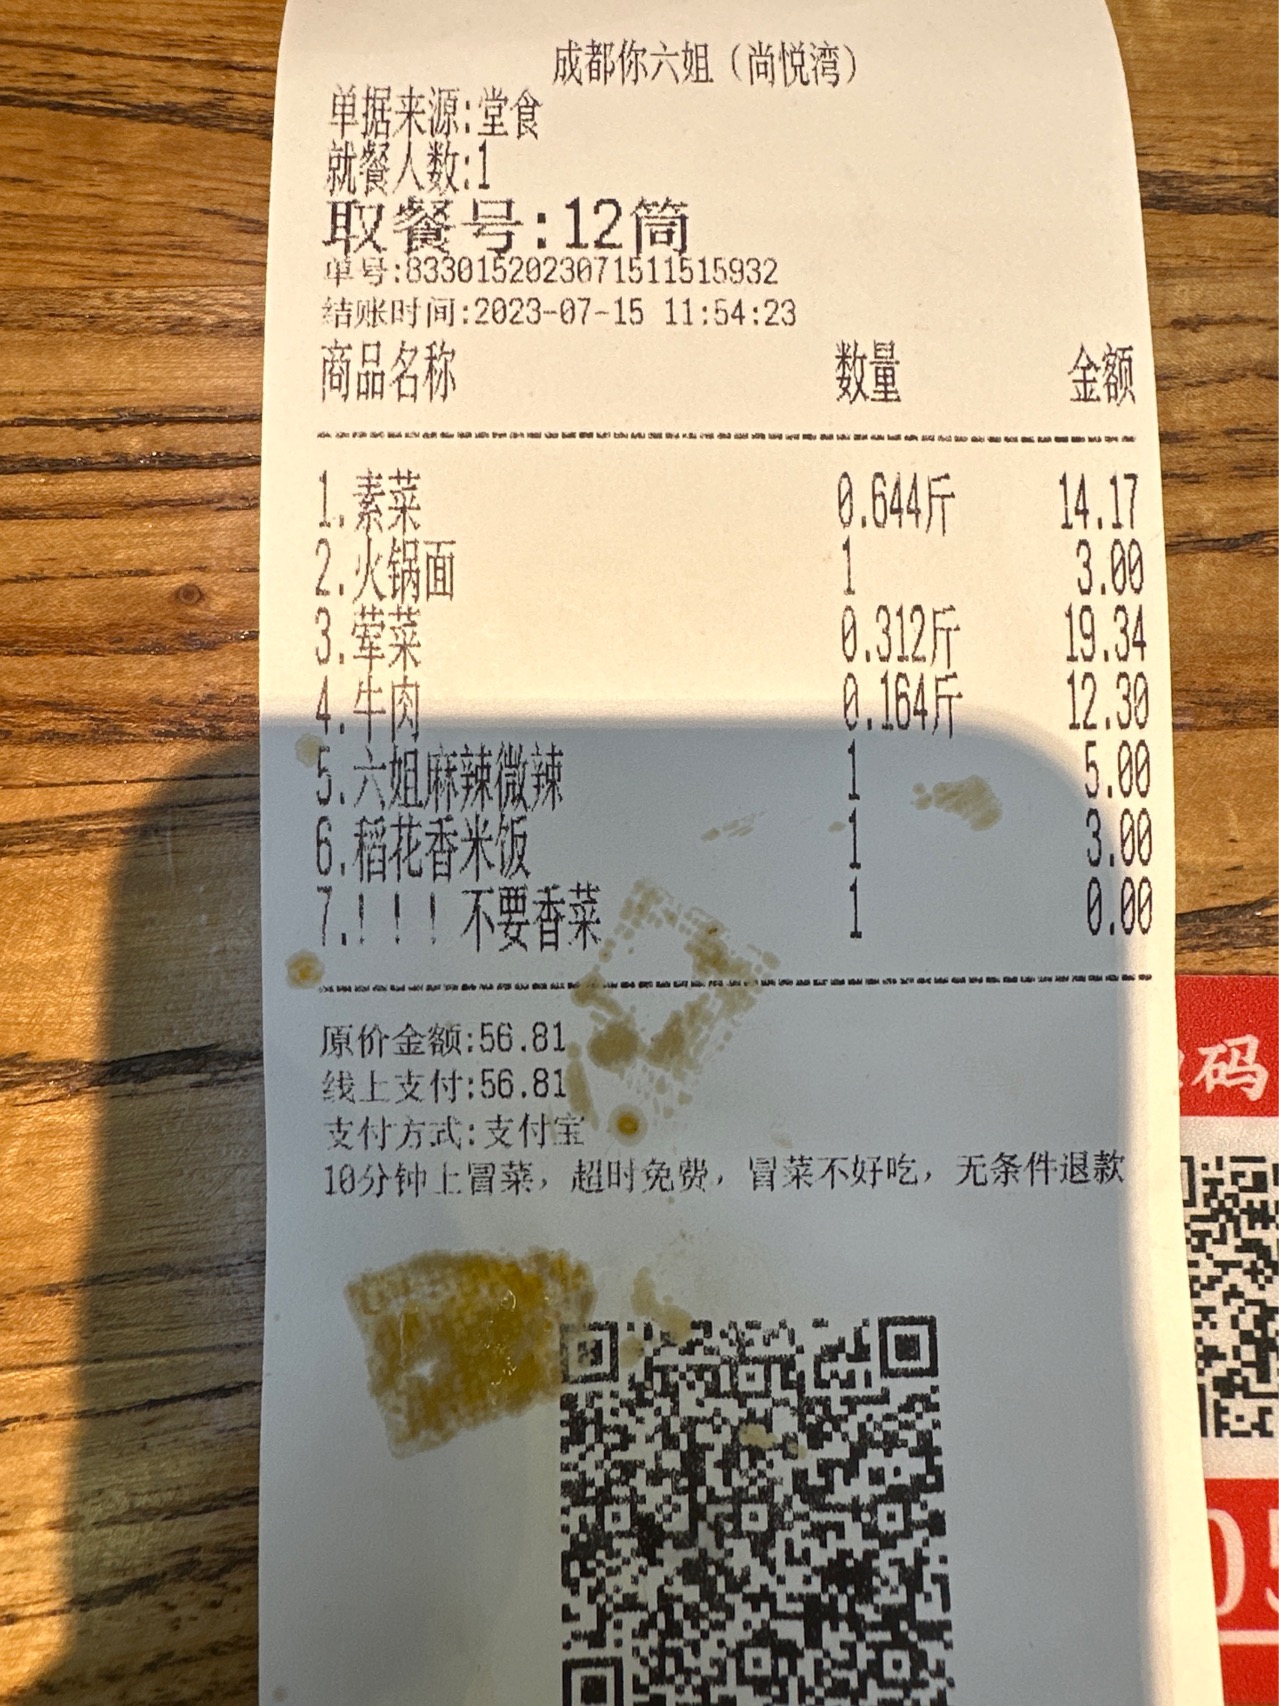 成都你六姐（尚悦湾）
单据来源:堂食
就餐人数:1
取餐号:12筒
单号:8330152023071511515932
结账时间:2023-07-15 11:54:23
商品名称 数量 金额
1.素菜 0.644斤 14.17
2.火锅面 1 3.00
3.荤菜 0.312斤 19.34
4.牛肉 0.164斤 12.30
5.六姐麻辣微辣 1 5.00
6.稻花香米饭 1 3.00
7.！！！不要香菜 1 0.00
原价金额:56.81
线上支付:56.81
支付方式:支付宝
10分钟上冒菜，超时免费，冒菜不好吃，无条件退款
码
05